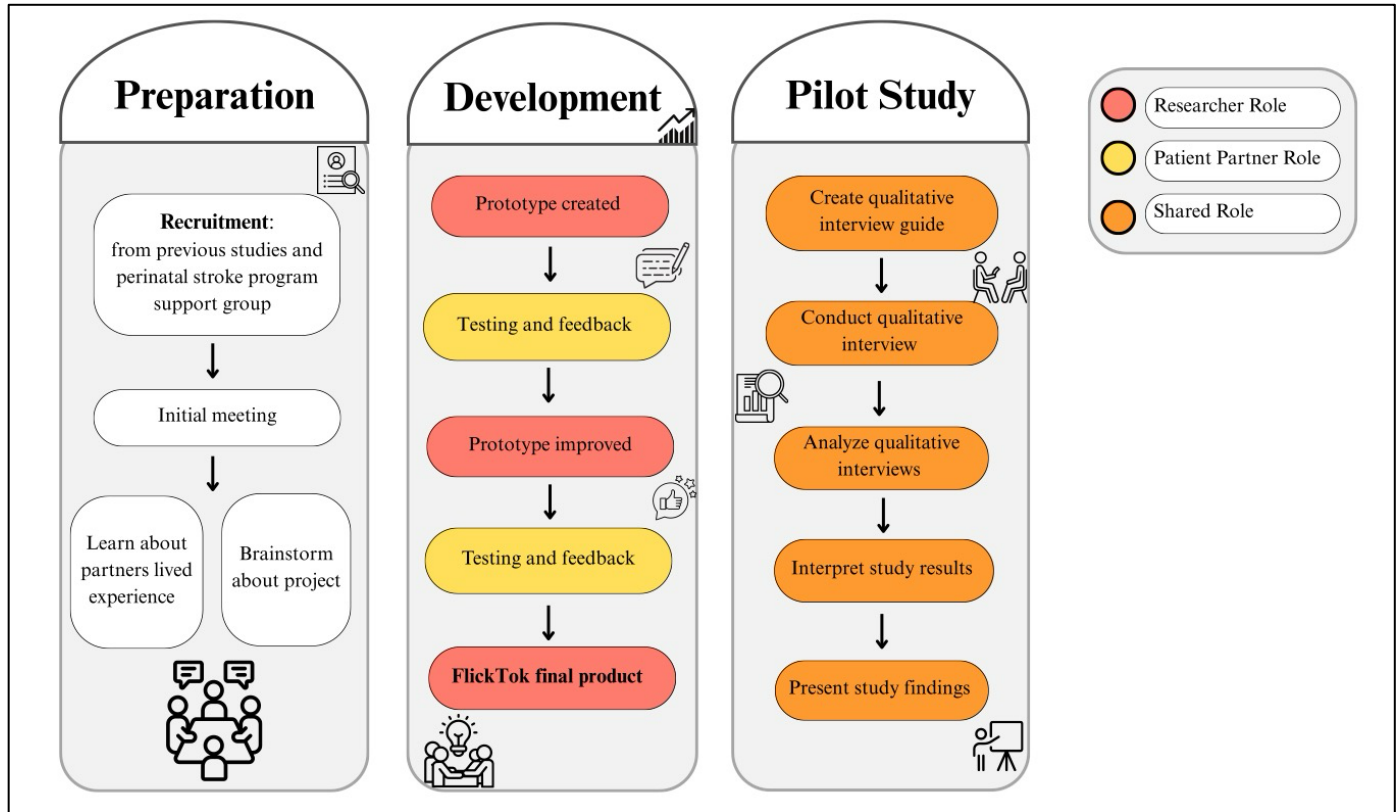 Preparation
Recruitment:
from previous studies and
perinatal stroke program
support group
Initial meeting
Learn about
partners lived
experience
Brainstorm
about project
Development
Prototype created
Testing and feedback
Prototype improved
Testing and feedback
FlickTok final product
Pilot Study
Create qualitative
interview guide
Conduct qualitative
interview
Analyze qualitative
interviews
Interpret study results
Present study findings
Researcher Role
Patient Partner Role
Shared Role